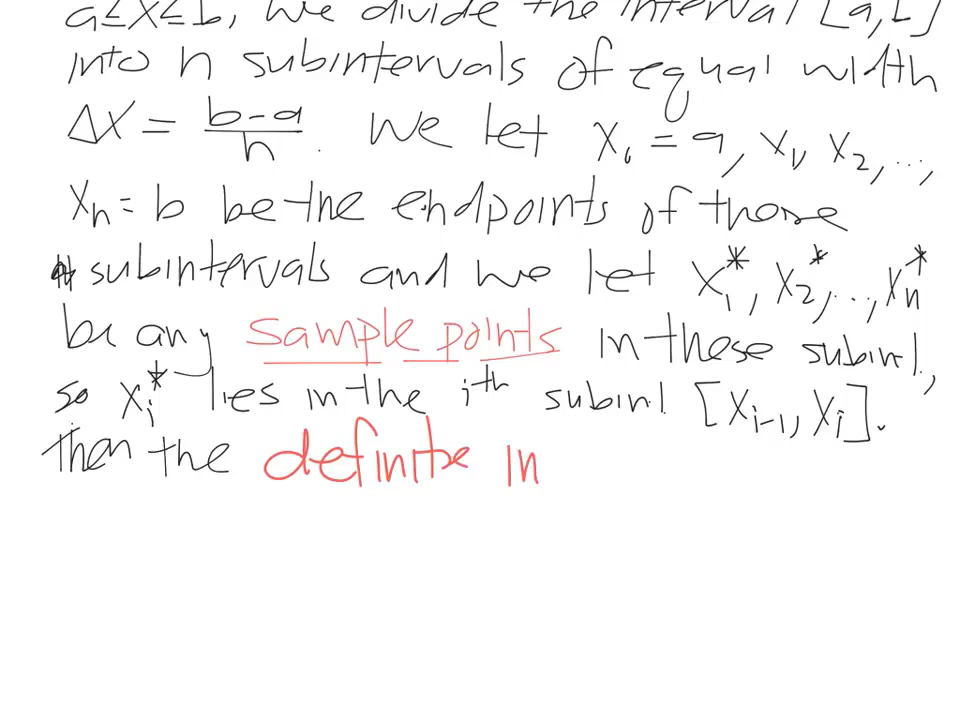 a≤x≤b, we divide the interval [a,b]
into n subintervals of equal width
Δx = (b-a)/n. We let x₀ = a, x₁, x₂, ...,
xₙ = b be the endpoints of those
subintervals and we let x₁*, x₂*, ..., xₙ*
be any sample points in these subin.l,
so xᵢ* lies in the iᵗʰ subin.l [xᵢ₋₁, xᵢ].
then the definite in